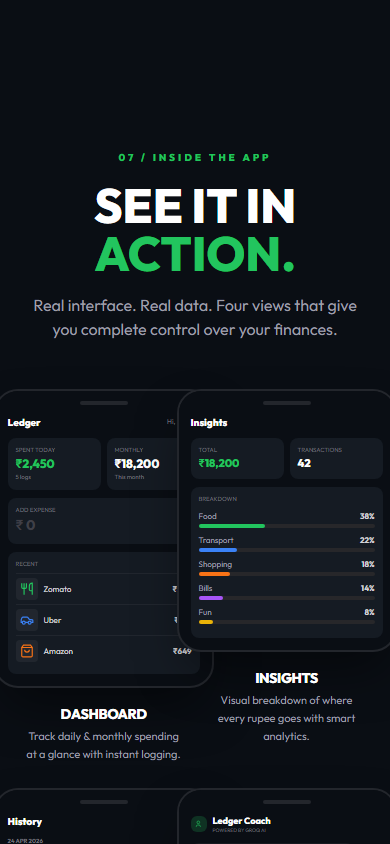 07 / INSIDE THE APP
SEE IT IN
ACTION.
Real interface. Real data. Four views that give
you complete control over your finances.
Ledger
Hi,
SPENT TODAY
₹2,450
5 logs
MONTHLY
₹18,200
This month
ADD EXPENSE
₹ 0
RECENT
Zomato
₹
Uber
₹
Amazon
₹649
Insights
TOTAL
₹18,200
TRANSACTIONS
42
BREAKDOWN
Food 38%
Transport 22%
Shopping 18%
Bills 14%
Fun 8%
DASHBOARD
Track daily & monthly spending
at a glance with instant logging.
INSIGHTS
Visual breakdown of where
every rupee goes with smart
analytics.
History
24 APR 2026
Ledger Coach
POWERED BY GROQ AI